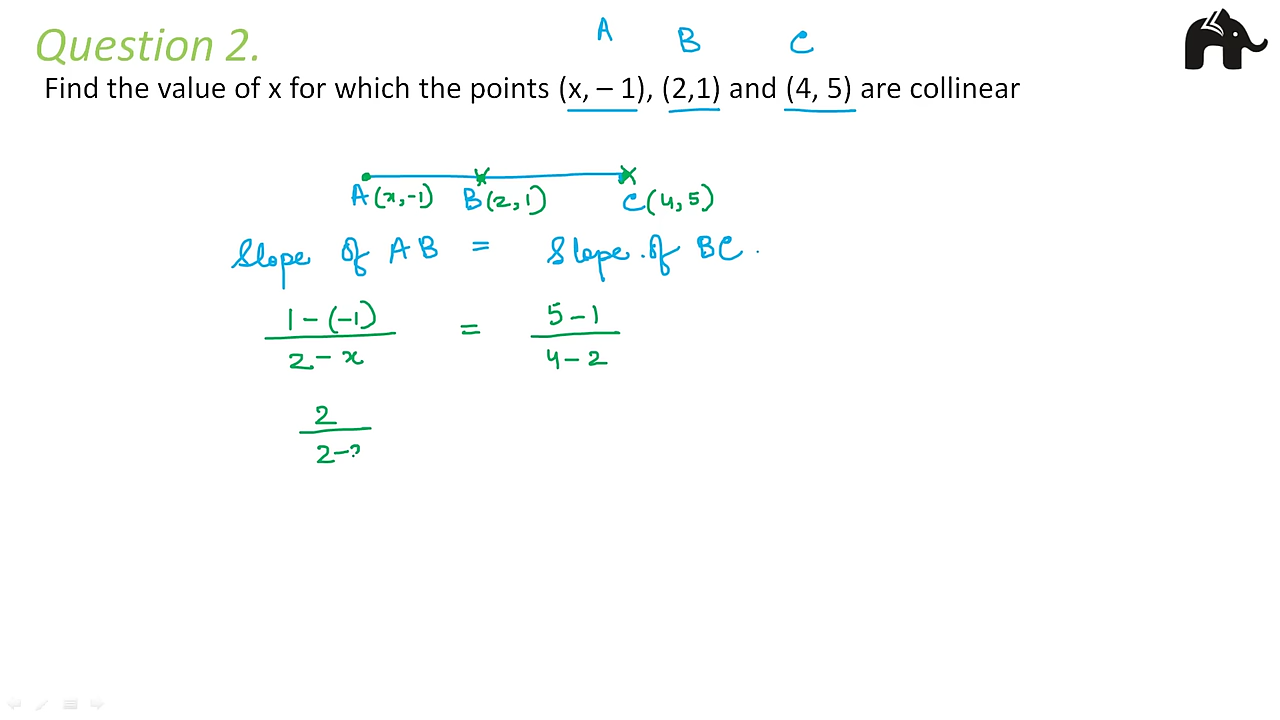 Question 2.
A B C
Find the value of x for which the points (x, – 1), (2,1) and (4, 5) are collinear
A(x,-1) B(2,1) C(4,5)
Slope of AB = Slope of BC.
1-(-1) = 5-1
2-x 4-2
2
2-